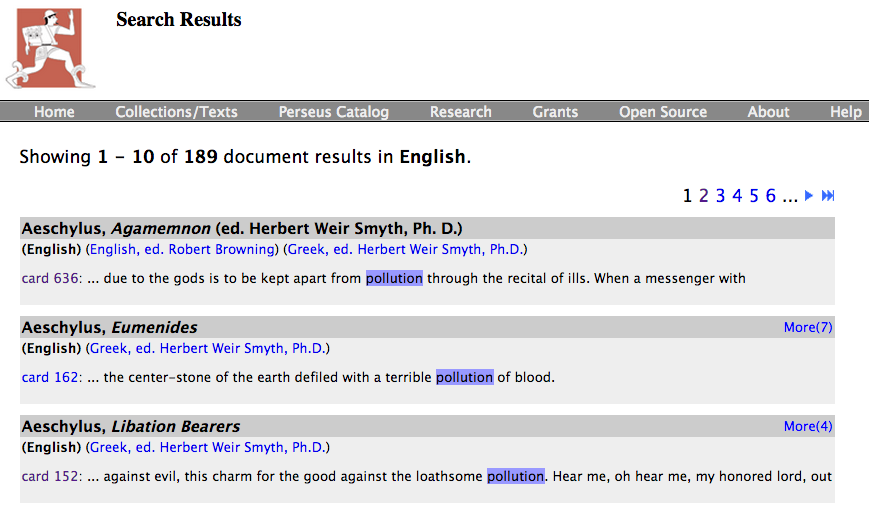 Search Results
Home Collections/Texts Perseus Catalog Research Grants Open Source About Help
Showing 1 - 10 of 189 document results in English.
1 2 3 4 5 6 ...
Aeschylus, Agamemnon (ed. Herbert Weir Smyth, Ph. D.)
(English) (English, ed. Robert Browning) (Greek, ed. Herbert Weir Smyth, Ph.D.)
card 636: ... due to the gods is to be kept apart from pollution through the recital of ills. When a messenger with
Aeschylus, Eumenides More(7)
(English) (Greek, ed. Herbert Weir Smyth, Ph.D.)
card 162: ... the center-stone of the earth defiled with a terrible pollution of blood.
Aeschylus, Libation Bearers More(4)
(English) (Greek, ed. Herbert Weir Smyth, Ph.D.)
card 152: ... against evil, this charm for the good against the loathsome pollution. Hear me, oh hear me, my honored lord, out